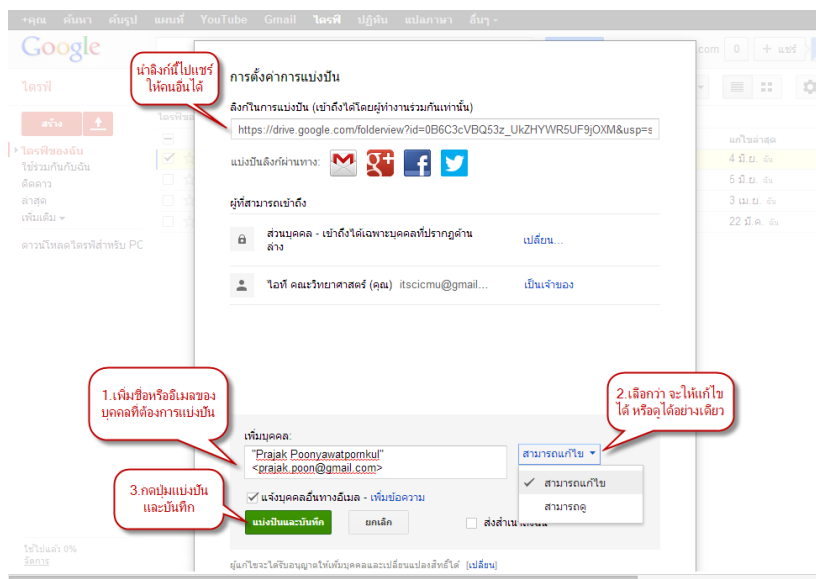 +คุณ ค้นหา ค้นรูป แผนที่ YouTube Gmail ไดรฟ์ ปฏิทิน แปลภาษา อื่นๆ
Google
com 0 + แชร์
นำลิงก์นี้ไปแชร์
ให้คนอื่นได้
การตั้งค่าการแบ่งปัน
ไดรฟ์
ลิงก์ในการแบ่งปัน (เข้าถึงได้โดยผู้ทำงานร่วมกันเท่านั้น)
สร้าง
https://drive.google.com/folderview?id=0B6C3cVBQ53z_UkZHYWR5UF9jOXM&usp=s
แก้ไขล่าสุด
ไดรฟ์ของฉัน
ใช้ร่วมกันกับฉัน
ติดดาว
ล่าสุด
เพิ่มเติม
ดาวน์โหลดไดรฟ์สำหรับ PC
แบ่งปันลิงก์ผ่านทาง:
4 มิ.ย. ฉัน
5 มิ.ย. ฉัน
3 เม.ย. ฉัน
22 มี.ค. ฉัน
ผู้ที่สามารถเข้าถึง
ส่วนบุคคล - เข้าถึงได้เฉพาะบุคคลที่ปรากฏด้าน
ล่าง
เปลี่ยน...
ไอที คณะวิทยาศาสตร์ (คุณ) itscicmu@gmail... เป็นเจ้าของ
1.เพิ่มชื่อหรืออีเมลของ
บุคคลที่ต้องการแบ่งปัน
2.เลือกว่า จะให้แก้ไข
ได้ หรือดูได้อย่างเดียว
เพิ่มบุคคล:
"Prajak Poonyawatpornkul"
<prajak.poon@gmail.com>
สามารถแก้ไข
สามารถแก้ไข
สามารถดู
3.กดปุ่มแบ่งปัน
และบันทึก
แจ้งบุคคลอื่นทางอีเมล - เพิ่มข้อความ
แบ่งปันและบันทึก ยกเลิก
ใช้ไปแล้ว 0%
จัดการ
ผู้แก้ไขจะได้รับอนุญาตให้เพิ่มบุคคลและเปลี่ยนแปลงสิทธิ์ได้ [เปลี่ยน]